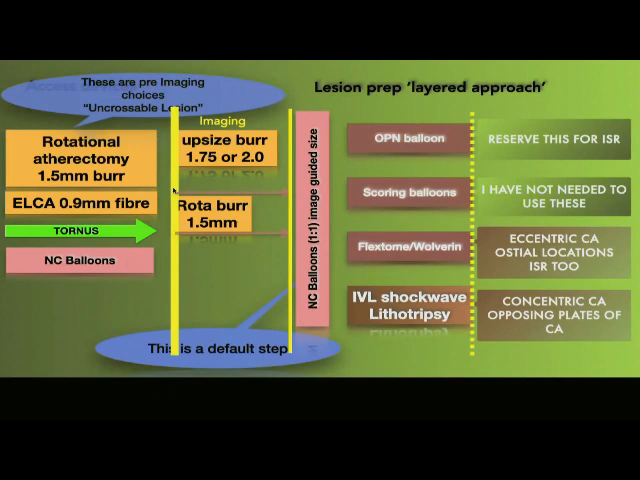 These are pre Imaging
choices
"Uncrossable Lesion"
Lesion prep 'layered approach'
Imaging
Rotational
atherectomy
1.5mm burr
ELCA 0.9mm fibre
TORNUS
NC Balloons
upsize burr
1.75 or 2.0
Rota burr
1.5mm
NC Balloons (1:1) image guided size
This is a default step
OPN balloon
RESERVE THIS FOR ISR
Scoring balloons
I HAVE NOT NEEDED TO
USE THESE
Flextome/Wolverin
ECCENTRIC CA
OSTIAL LOCATIONS
ISR TOO
IVL shockwave
Lithotripsy
CONCENTRIC CA
OPPOSING PLATES OF
CA